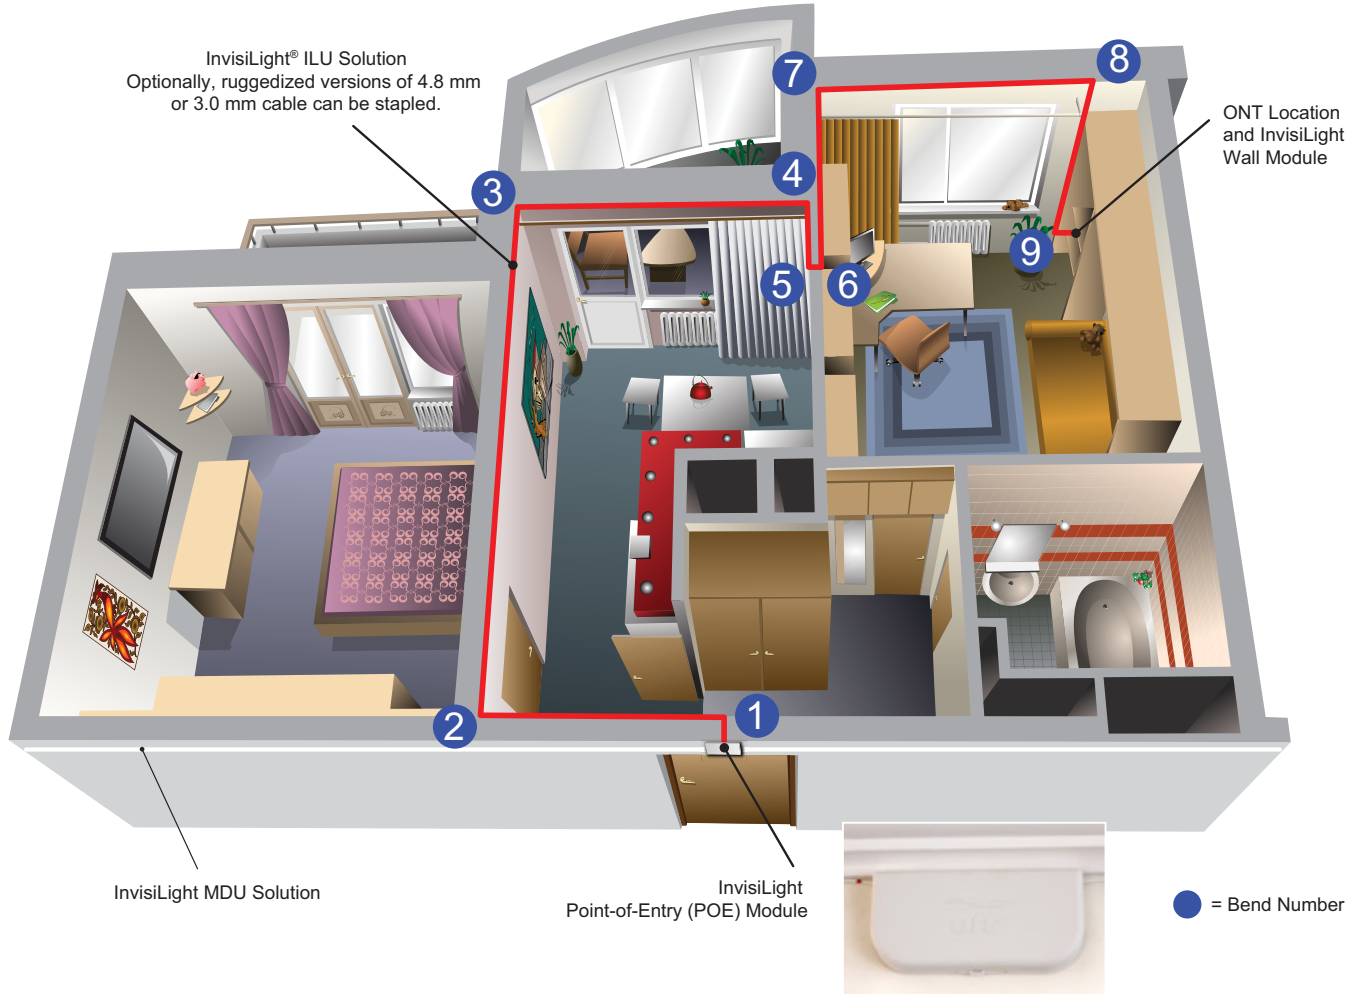 InvisiLight® ILU Solution
Optionally, ruggedized versions of 4.8 mm
or 3.0 mm cable can be stapled.
ONT Location
and InvisiLight
Wall Module
8
7
4
3
9
5
6
2
1
InvisiLight MDU Solution
InvisiLight
Point-of-Entry (POE) Module
= Bend Number